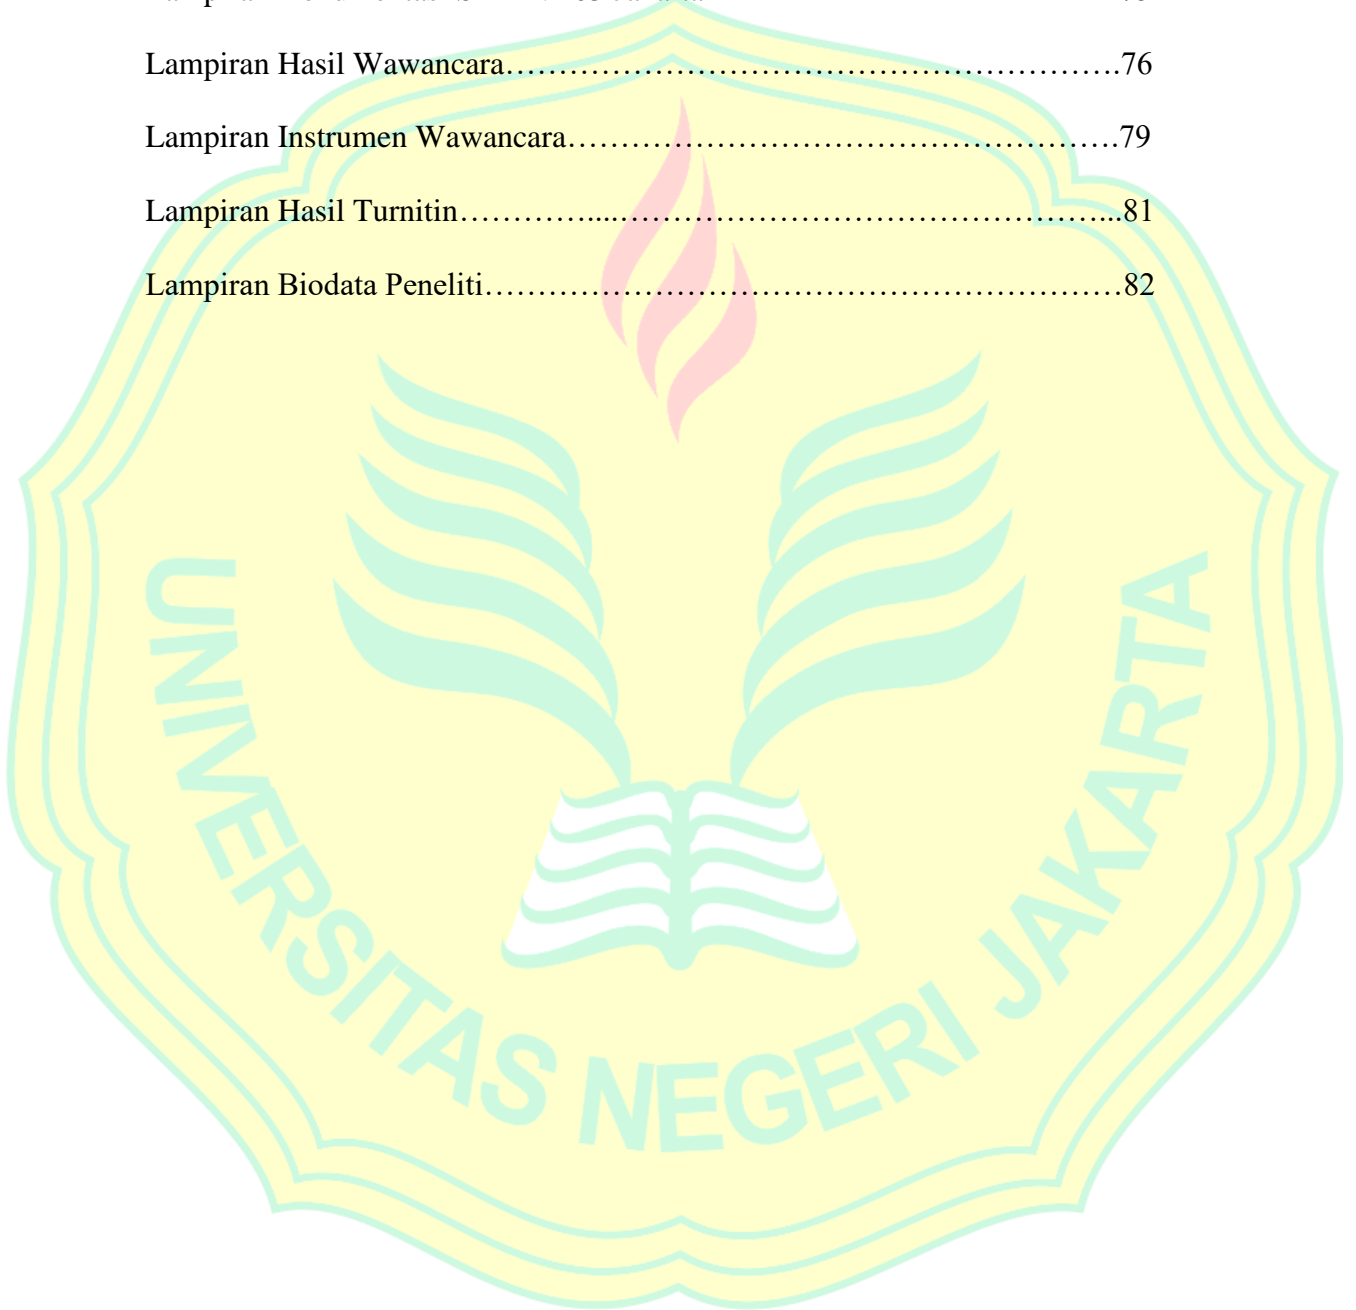 Lampiran Hasil Wawancara………………………………………………….76
Lampiran Instrumen Wawancara…………………………………………….79
Lampiran Hasil Turnitin…………....………………………………………...81
Lampiran Biodata Peneliti……………………………………………………82
UNIVERSITAS NEGERI JAKARTA